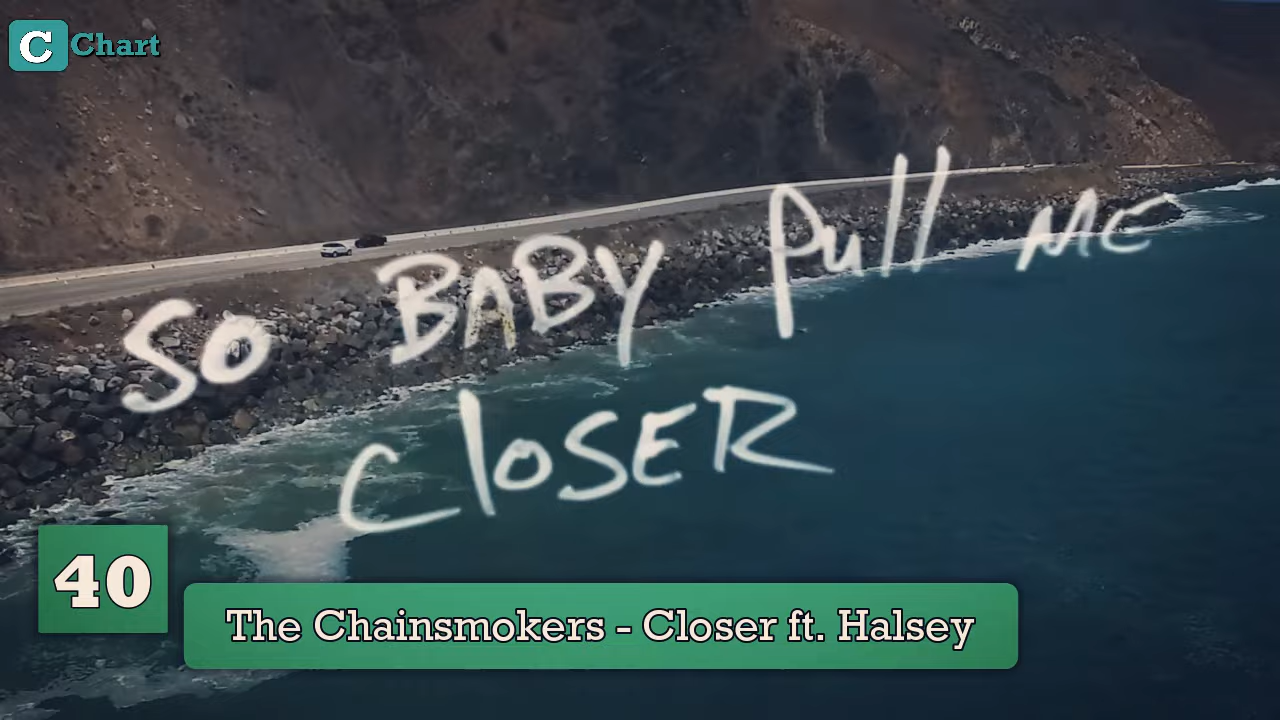 C Chart
So BABY Pull ME
ClOSER
40
The Chainsmokers - Closer ft. Halsey